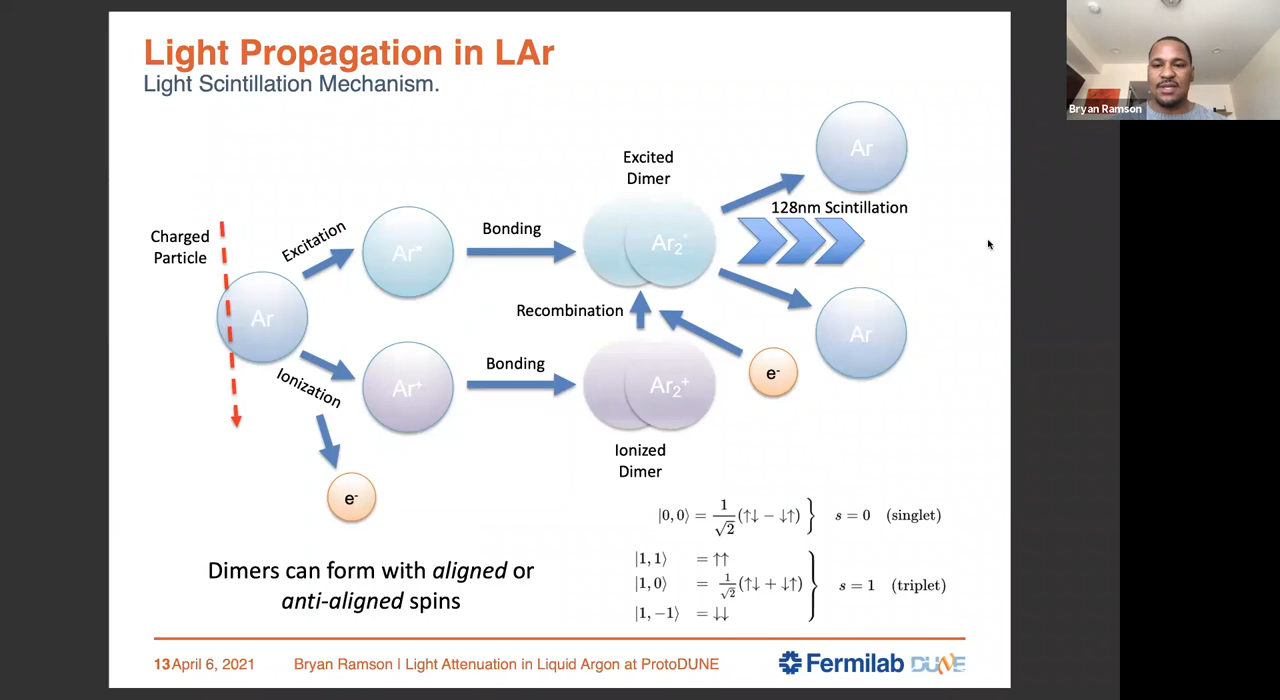 Light Propagation in LAr
Light Scintillation Mechanism.
Bryan Ramson
Charged
Particle
Ar
Excitation
Ionization
Ar*
Ar⁺
e⁻
Bonding
Bonding
Excited
Dimer
Ar₂*
Recombination
Ar₂⁺
Ionized
Dimer
e⁻
Ar
128nm Scintillation
Ar
|0,0⟩ = 1/√2 (↑↓ − ↓↑) } s = 0 (singlet)
|1,1⟩ = ↑↑
|1,0⟩ = 1/√2 (↑↓ + ↓↑) } s = 1 (triplet)
|1,−1⟩ = ↓↓
Dimers can form with aligned or
anti-aligned spins
13 April 6, 2021 Bryan Ramson | Light Attenuation in Liquid Argon at ProtoDUNE Fermilab DUNE